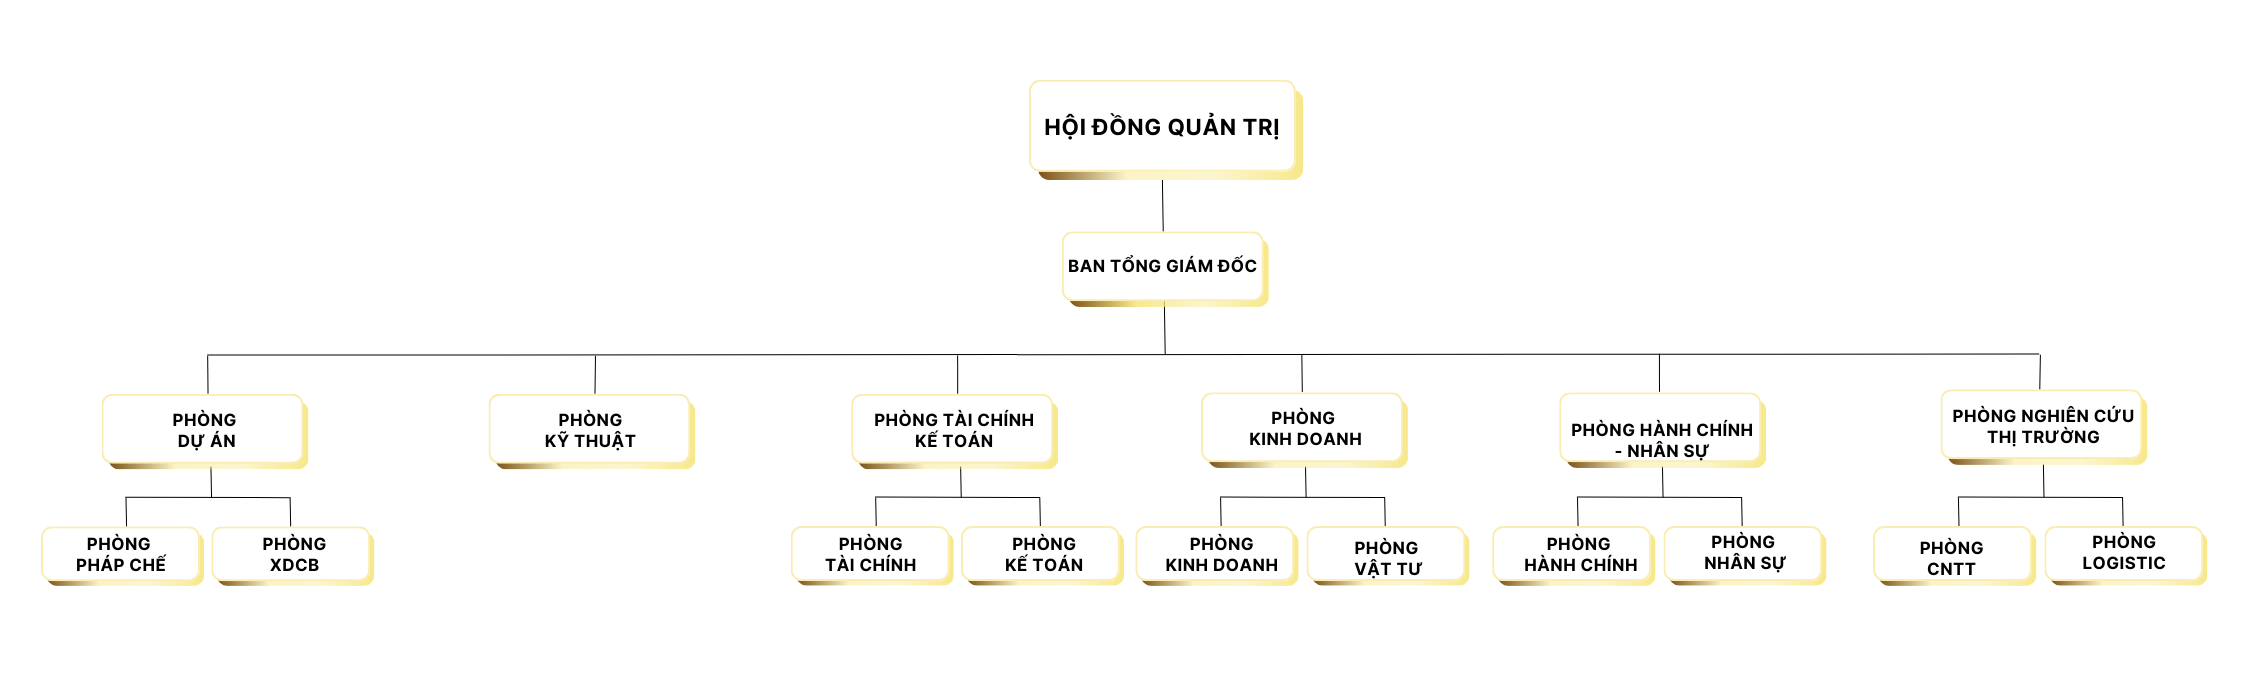 HỘI ĐỒNG QUẢN TRỊ
BAN TỔNG GIÁM ĐỐC
PHÒNG
DỰ ÁN
PHÒNG
KỸ THUẬT
PHÒNG TÀI CHÍNH
KẾ TOÁN
PHÒNG
KINH DOANH
PHÒNG HÀNH CHÍNH
- NHÂN SỰ
PHÒNG NGHIÊN CỨU
THỊ TRƯỜNG
PHÒNG
PHÁP CHẾ
PHÒNG
XDCB
PHÒNG
TÀI CHÍNH
PHÒNG
KẾ TOÁN
PHÒNG
KINH DOANH
PHÒNG
VẬT TƯ
PHÒNG
HÀNH CHÍNH
PHÒNG
NHÂN SỰ
PHÒNG
CNTT
PHÒNG
LOGISTIC